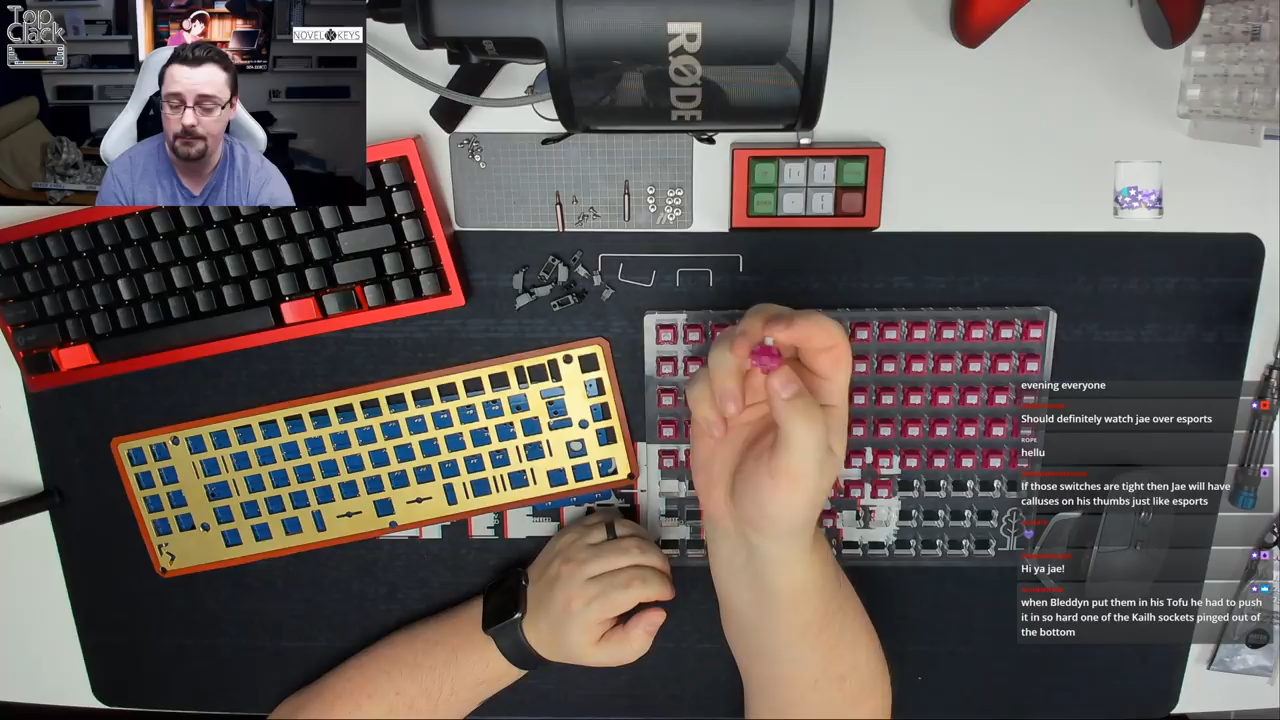 Top
Clack
NOVELKEYS
RØDE
evening everyone
Should definitely watch jae over esports
ROPE
hellu
If those switches are tight then Jae will have
calluses on his thumbs just like esports
Hi ya jae!
when Bleddyn put them in his Tofu he had to push
it in so hard one of the Kailh sockets pinged out of
the bottom